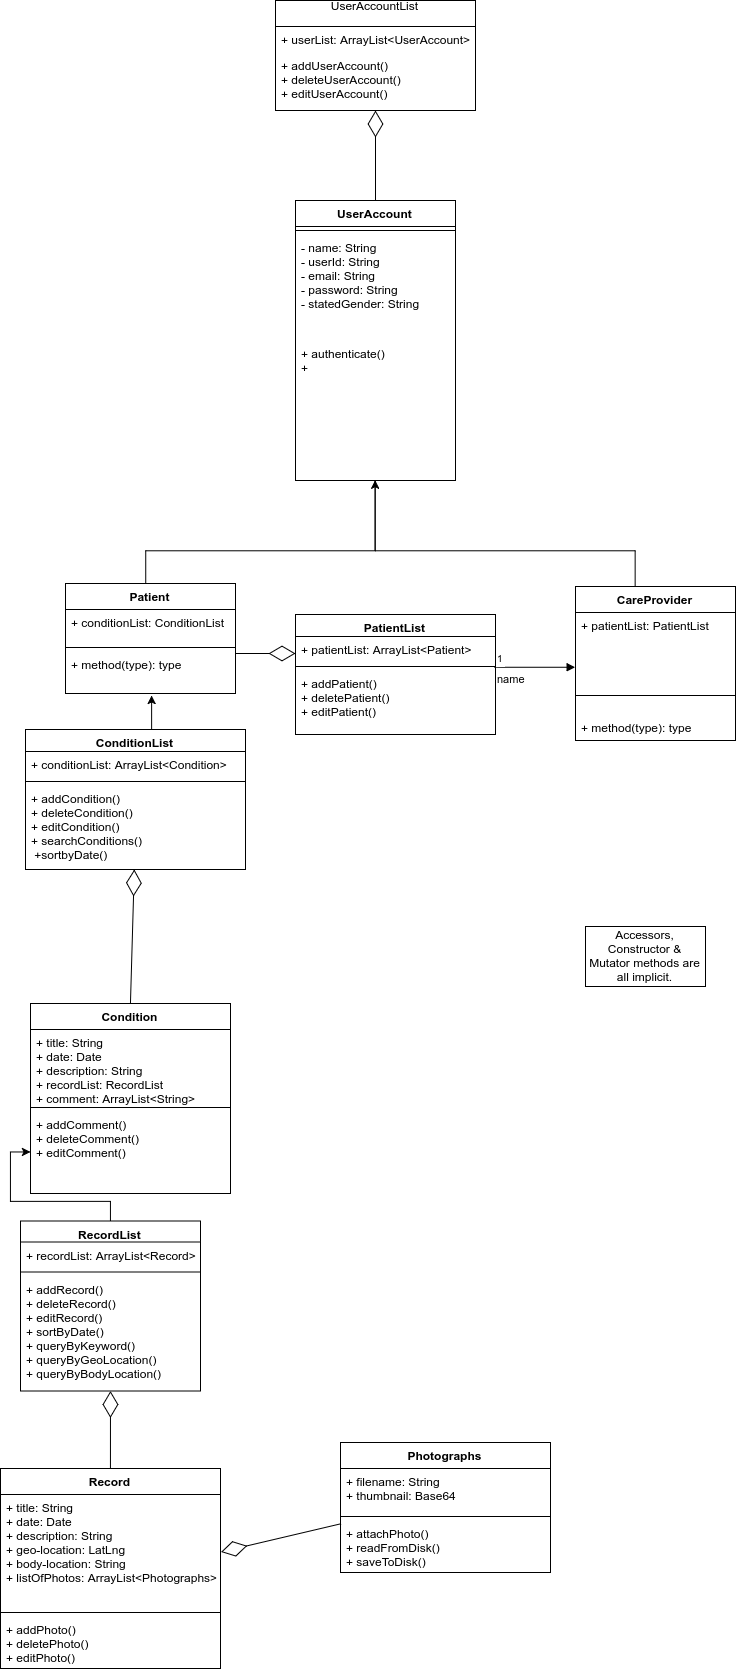 UserAccountList
+ userList: ArrayList<UserAccount>
+ addUserAccount()
+ deleteUserAccount()
+ editUserAccount()
UserAccount
- name: String
- userId: String
- email: String
- password: String
- statedGender: String
+ authenticate()
+
Patient
+ conditionList: ConditionList
+ method(type): type
PatientList
+ patientList: ArrayList<Patient>
+ addPatient()
+ deletePatient()
+ editPatient()
1
name
CareProvider
+ patientList: PatientList
+ method(type): type
ConditionList
+ conditionList: ArrayList<Condition>
+ addCondition()
+ deleteCondition()
+ editCondition()
+ searchConditions()
+sortbyDate()
Accessors,
Constructor &
Mutator methods are
all implicit.
Condition
+ title: String
+ date: Date
+ description: String
+ recordList: RecordList
+ comment: ArrayList<String>
+ addComment()
+ deleteComment()
+ editComment()
RecordList
+ recordList: ArrayList<Record>
+ addRecord()
+ deleteRecord()
+ editRecord()
+ sortByDate()
+ queryByKeyword()
+ queryByGeoLocation()
+ queryByBodyLocation()
Record
+ title: String
+ date: Date
+ description: String
+ geo-location: LatLng
+ body-location: String
+ listOfPhotos: ArrayList<Photographs>
+ addPhoto()
+ deletePhoto()
+ editPhoto()
Photographs
+ filename: String
+ thumbnail: Base64
+ attachPhoto()
+ readFromDisk()
+ saveToDisk()